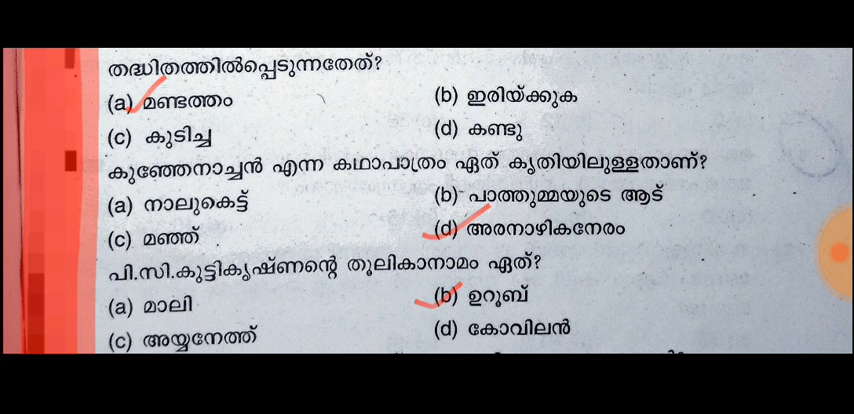 തദ്ധിതത്തിൽപ്പെടുന്നതേത്?
(a) മണ്ടത്തം (b) ഇരിയ്ക്കുക
(c) കുടിച്ച (d) കണ്ടു
കുഞ്ഞേനാച്ചൻ എന്ന കഥാപാത്രം ഏത് കൃതിയിലുള്ളതാണ്?
(a) നാലുകെട്ട് (b) പാത്തുമ്മയുടെ ആട്
(c) മഞ്ഞ് (d) അരനാഴികനേരം
പി.സി.കുട്ടികൃഷ്ണന്റെ തൂലികാനാമം ഏത്?
(a) മാലി (b) ഉറൂബ്
(c) അയ്യനേത്ത് (d) കോവിലൻ